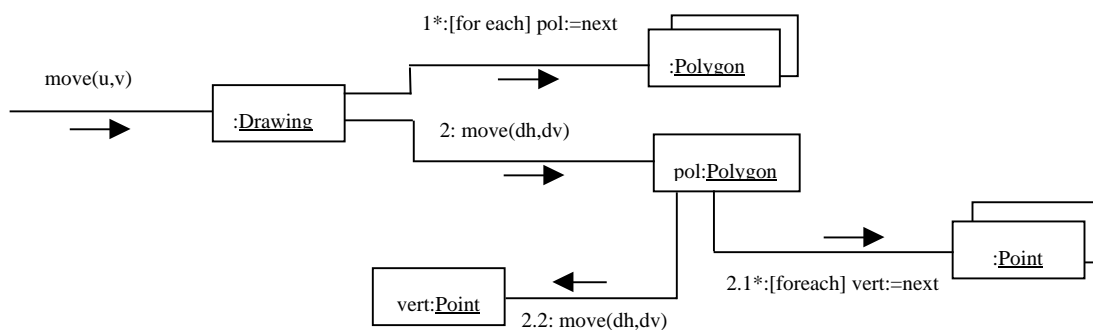 1*:[for each] pol:=next
:Polygon
move(u,v)
:Drawing
2: move(dh,dv)
pol:Polygon
:Point
2.1*:[foreach] vert:=next
vert:Point
2.2: move(dh,dv)